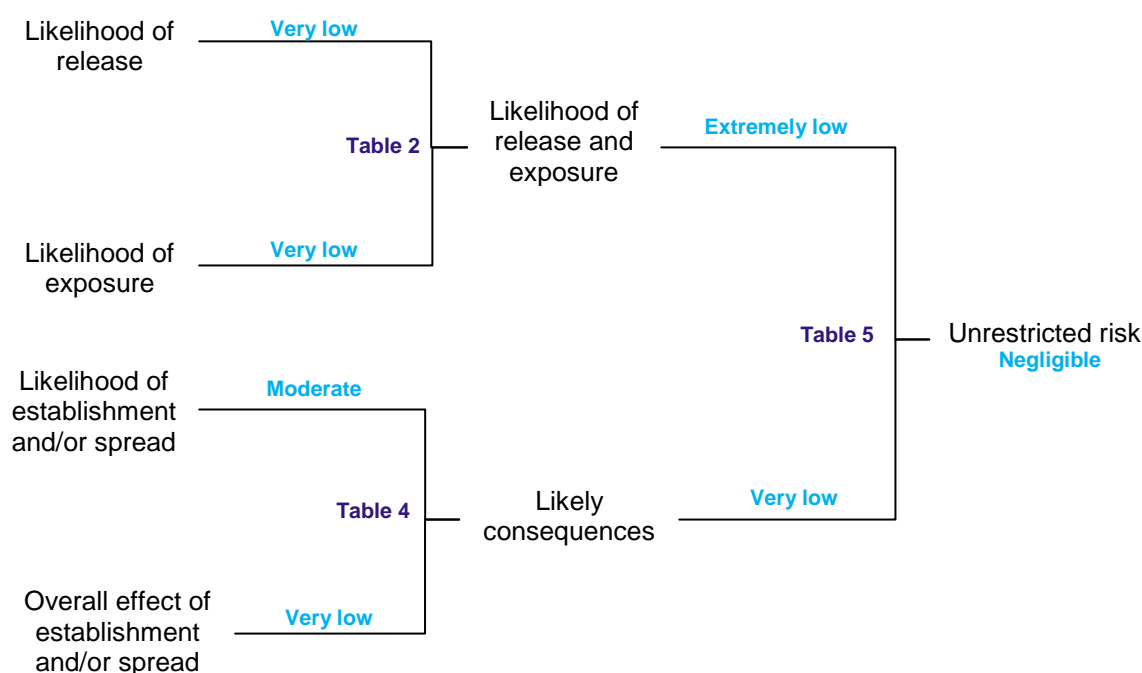 Likelihood of
release
Very low
Table 2
Likelihood of
release and
exposure
Extremely low
Likelihood of
exposure
Very low
Table 5
Unrestricted risk
Negligible
Likelihood of
establishment
and/or spread
Moderate
Table 4
Likely
consequences
Very low
Overall effect of
establishment
and/or spread
Very low